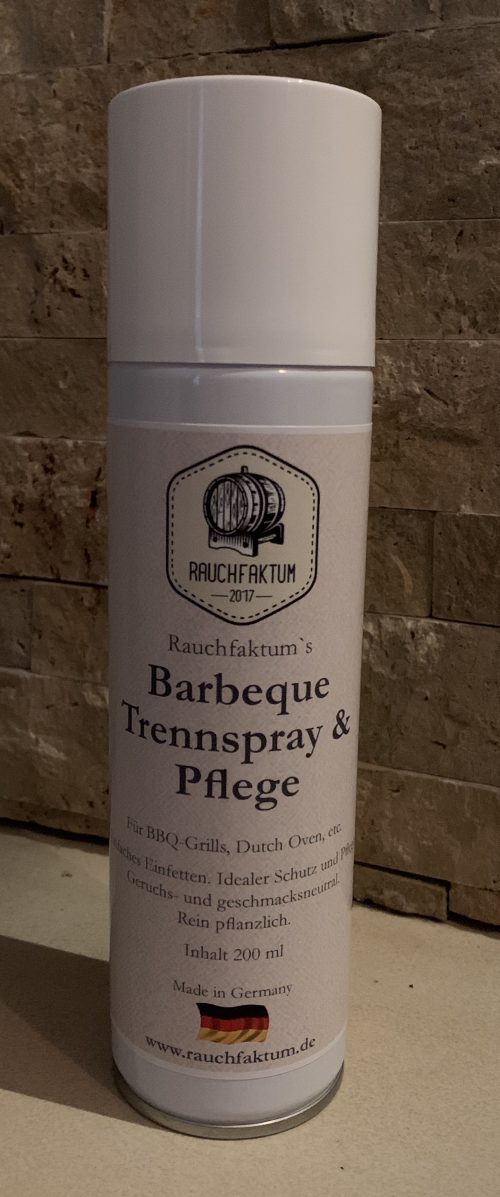 RAUCHFAKTUM
2017
Rauchfaktum`s
Barbeque
Trennspray &
Pflege
Für BBQ-Grills, Dutch Oven, etc.
Einfetten. Idealer Schutz und
Geruchs- und geschmacksneutral.
Rein pflanzlich.
Inhalt 200 ml
Made in Germany
www.rauchfaktum.de